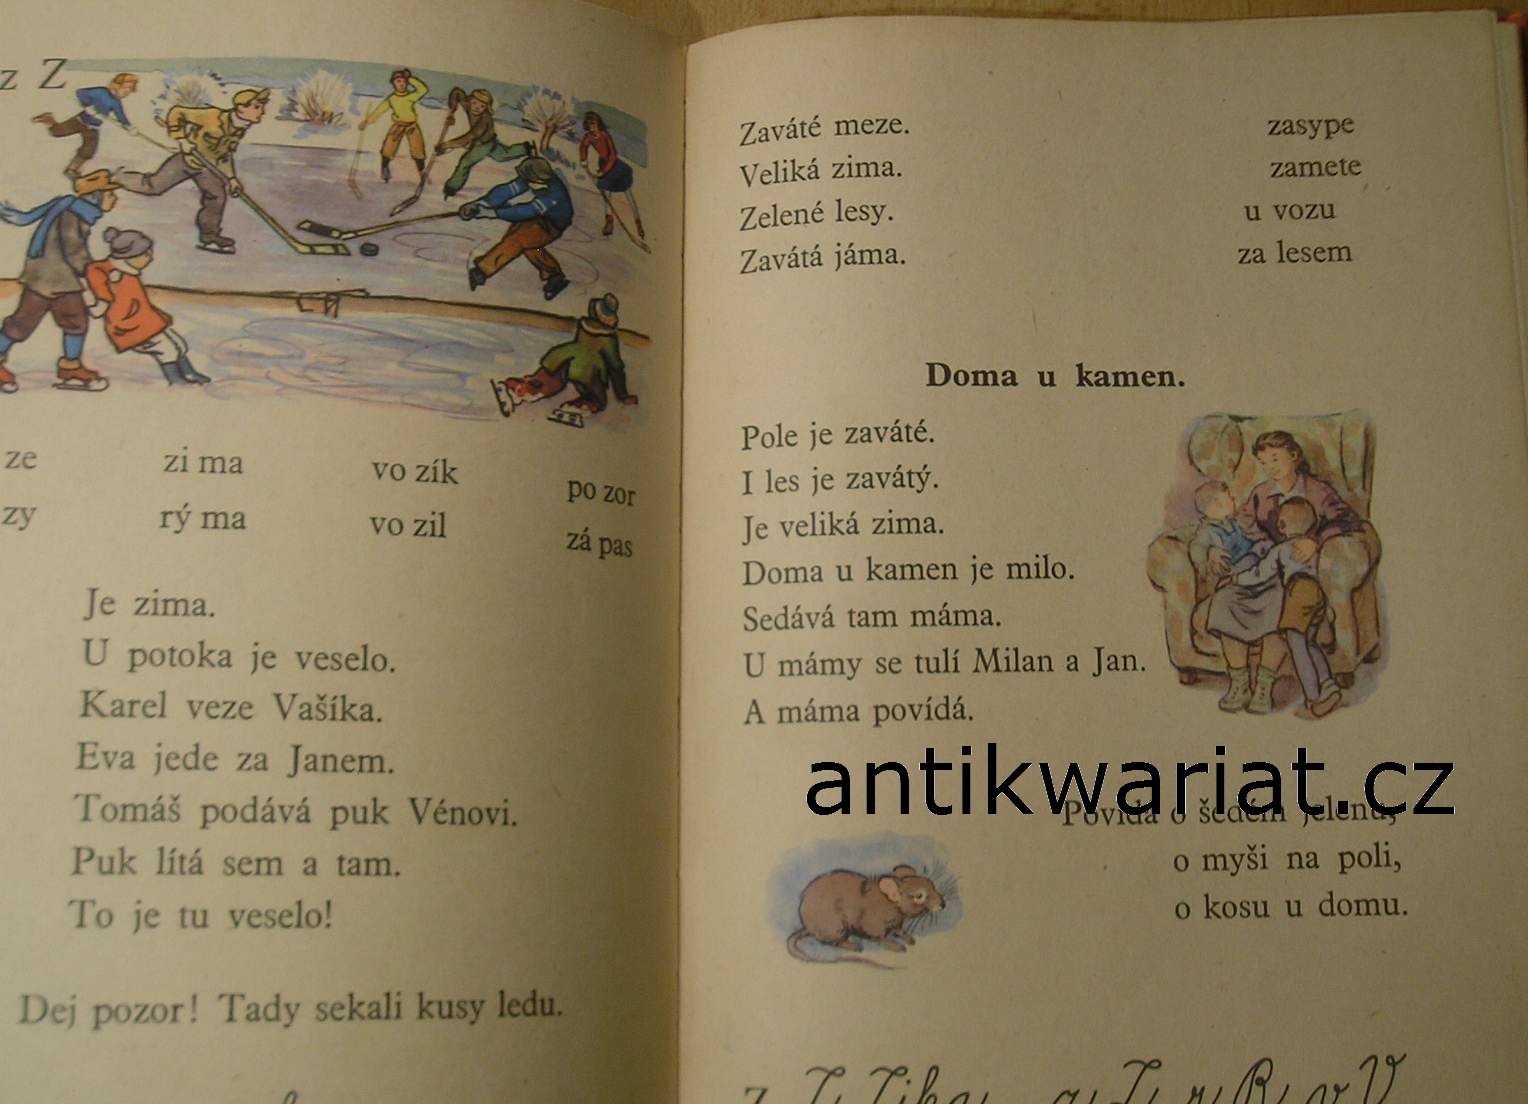 z Z
ze zi ma vo zík po zor
zy rý ma vo zil zá pas
Je zima.
U potoka je veselo.
Karel veze Vašíka.
Eva jede za Janem.
Tomáš podává puk Vénovi.
Puk lítá sem a tam.
To je tu veselo!
Dej pozor! Tady sekali kusy ledu.
Zaváté meze. zasype
Veliká zima. zamete
Zelené lesy. u vozu
Zavátá jáma. za lesem
Doma u kamen.
Pole je zaváté.
I les je zavátý.
Je veliká zima.
Doma u kamen je milo.
Sedává tam máma.
U mámy se tulí Milan a Jan.
A máma povídá.
antikwariat.cz
Povídá o šedém jelenu,
o myši na poli,
o kosu u domu.